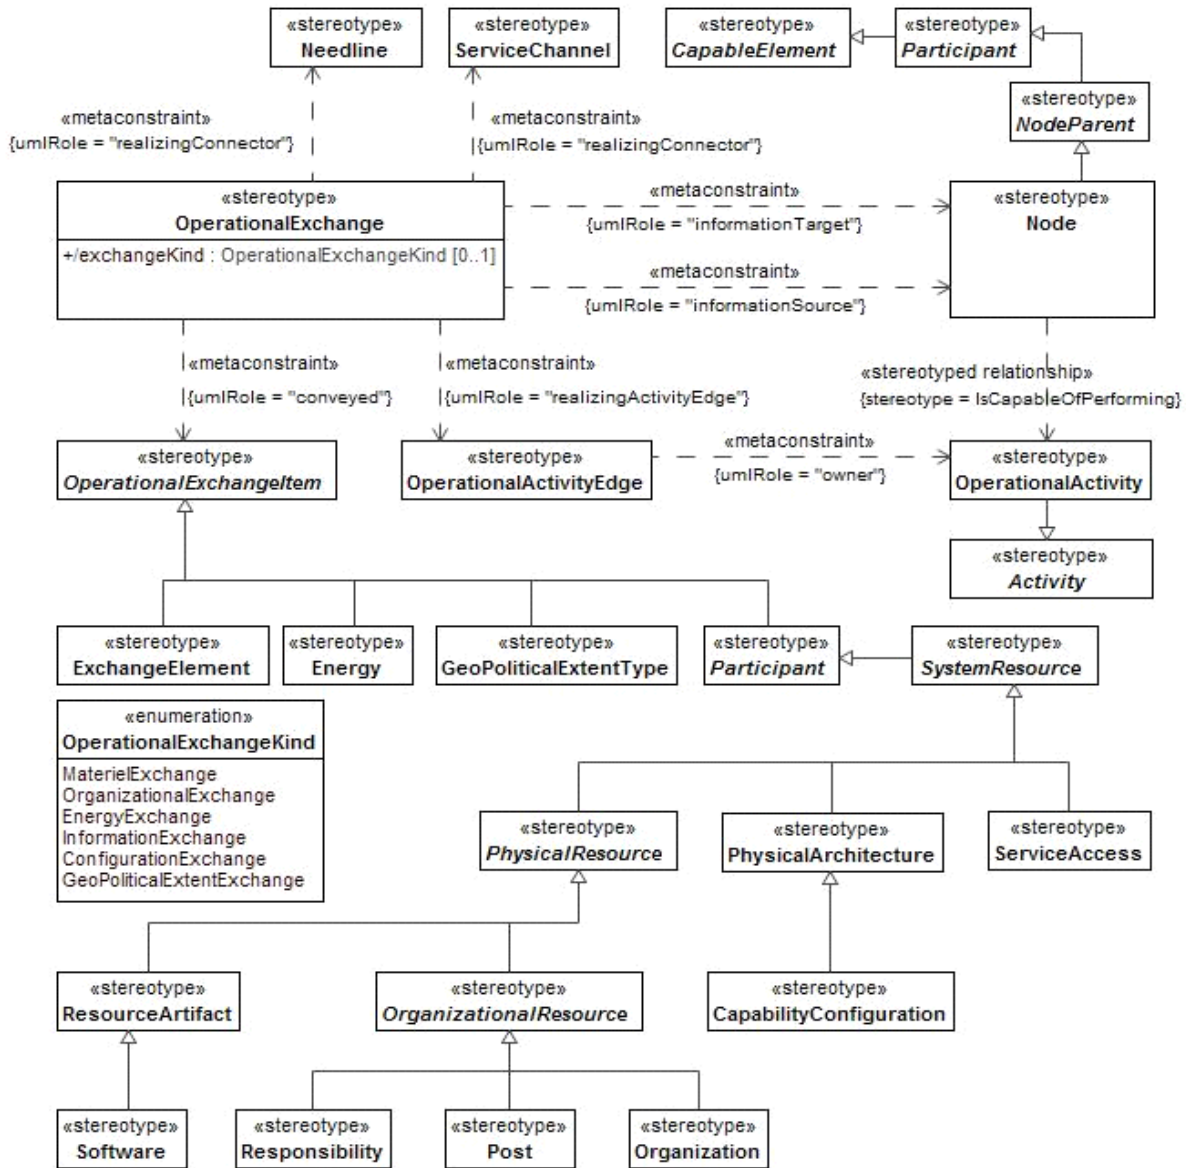 «stereotype»
Needline
«stereotype»
ServiceChannel
«stereotype»
CapableElement
«stereotype»
Participant
«stereotype»
NodeParent
«metaconstraint»
{umlRole = "realizingConnector"}
«metaconstraint»
{umlRole = "realizingConnector"}
«stereotype»
OperationalExchange
+/exchangeKind : OperationalExchangeKind [0..1]
«metaconstraint»
{umlRole = "informationTarget"}
«metaconstraint»
{umlRole = "informationSource"}
«stereotype»
Node
«metaconstraint»
{umlRole = "conveyed"}
«metaconstraint»
{umlRole = "realizingActivityEdge"}
«stereotyped relationship»
{stereotype = IsCapableOfPerforming}
«stereotype»
OperationalExchangeItem
«stereotype»
OperationalActivityEdge
«metaconstraint»
{umlRole = "owner"}
«stereotype»
OperationalActivity
«stereotype»
Activity
«stereotype»
ExchangeElement
«stereotype»
Energy
«stereotype»
GeoPoliticalExtentType
«stereotype»
Participant
«stereotype»
SystemResource
«enumeration»
OperationalExchangeKind
MaterielExchange
OrganizationalExchange
EnergyExchange
InformationExchange
ConfigurationExchange
GeoPoliticalExtentExchange
«stereotype»
PhysicalResource
«stereotype»
PhysicalArchitecture
«stereotype»
ServiceAccess
«stereotype»
ResourceArtifact
«stereotype»
OrganizationalResource
«stereotype»
CapabilityConfiguration
«stereotype»
Software
«stereotype»
Responsibility
«stereotype»
Post
«stereotype»
Organization